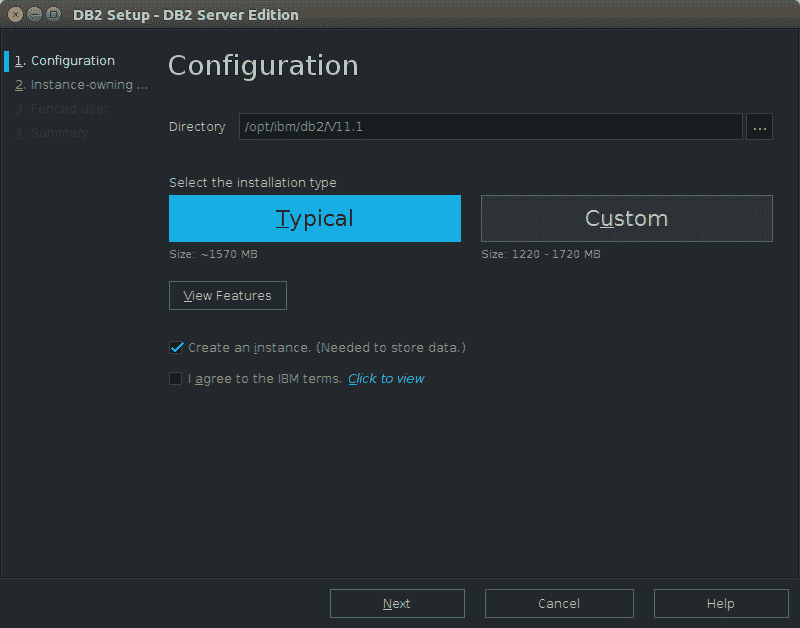 DB2 Setup - DB2 Server Edition
1. Configuration
2. Instance-owning ...
3. Fenced user
4. Summary
Configuration
Directory /opt/ibm/db2/V11.1 ...
Select the installation type
Typical Custom
Size: ~1570 MB Size: 1220 - 1720 MB
View Features
Create an instance. (Needed to store data.)
I agree to the IBM terms. Click to view
Next Cancel Help